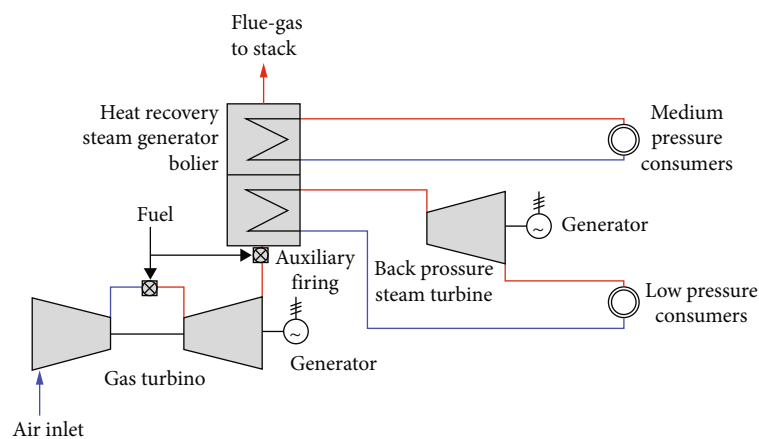 Flue-gas
to stack
Heat recovery
steam generator
bolier
Medium
pressure
consumers
Fuel
Auxiliary
firing
Generator
Back prossure
steam turbine
Low pressure
consumers
~
~
Generator
Gas turbino
Air inlet